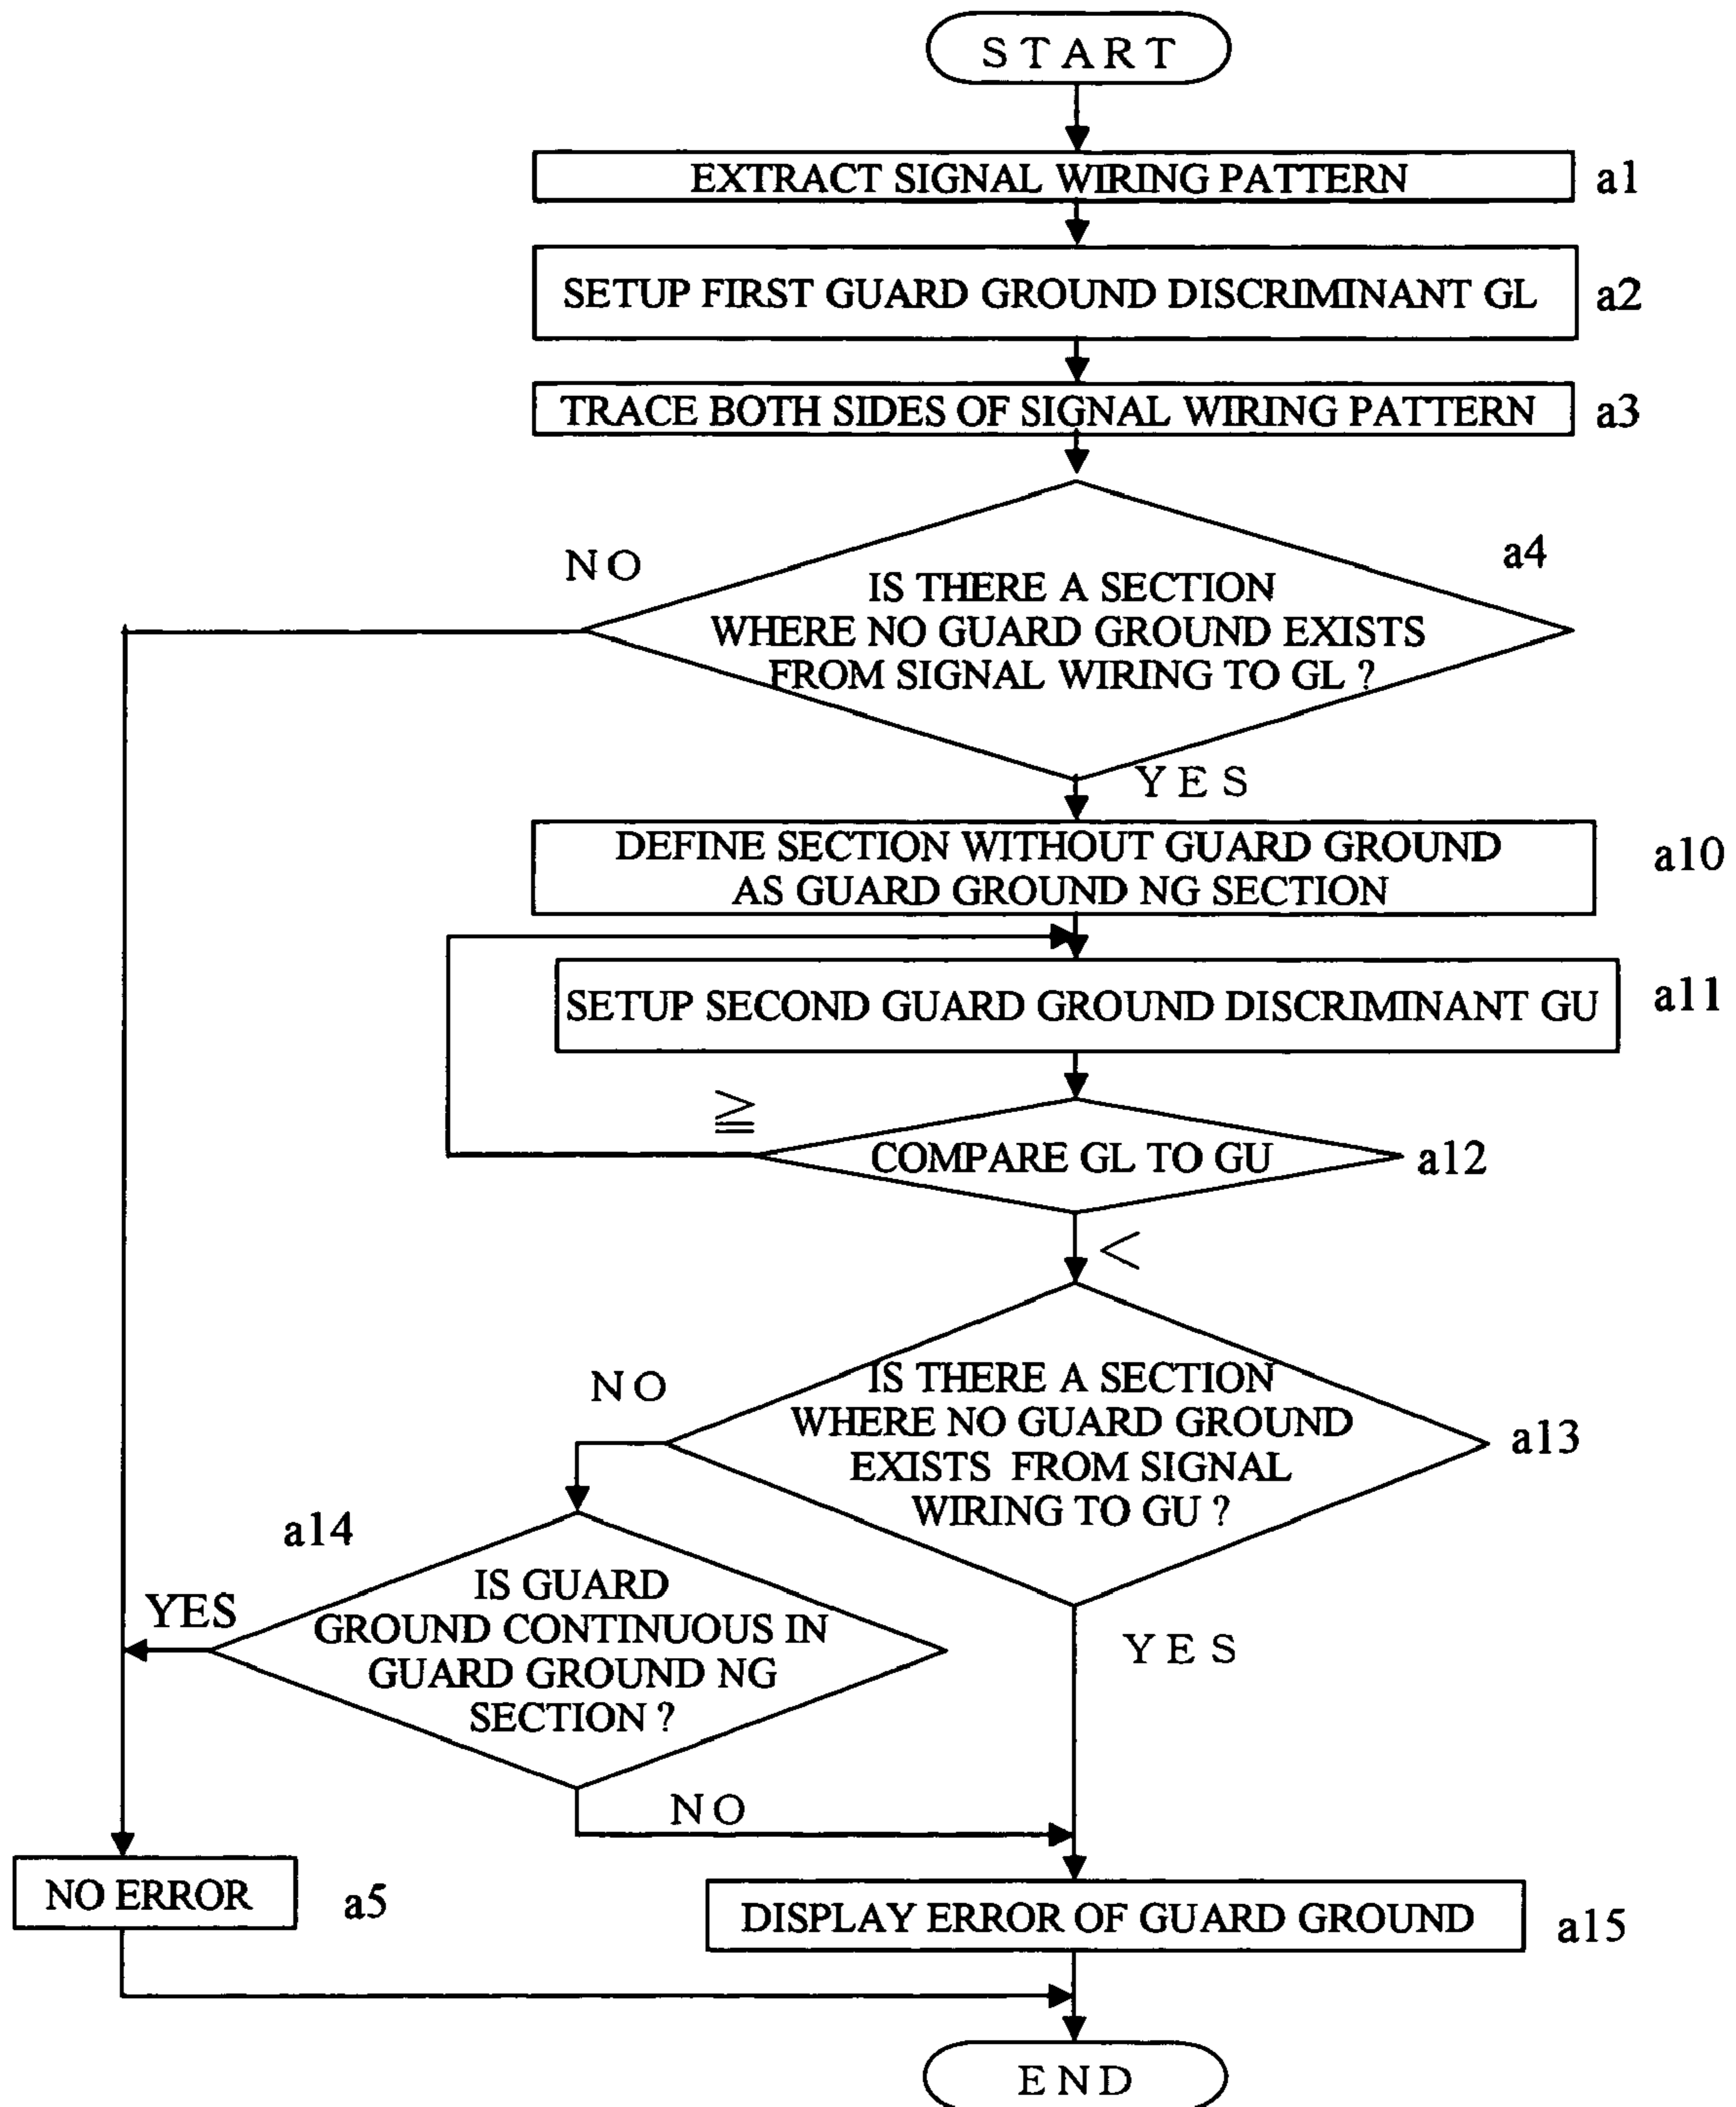 START
EXTRACT SIGNAL WIRING PATTERN
a1
SETUP FIRST GUARD GROUND DISCRIMINANT GL
a2
TRACE BOTH SIDES OF SIGNAL WIRING PATTERN
a3
NO
a4
IS THERE A SECTION
WHERE NO GUARD GROUND EXISTS
FROM SIGNAL WIRING TO GL ?
YES
DEFINE SECTION WITHOUT GUARD GROUND
AS GUARD GROUND NG SECTION
a10
SETUP SECOND GUARD GROUND DISCRIMINANT GU
a11
≧
COMPARE GL TO GU
a12
<
NO
IS THERE A SECTION
WHERE NO GUARD GROUND
EXISTS FROM SIGNAL
WIRING TO GU ?
a13
a14
YES
IS GUARD
GROUND CONTINUOUS IN
GUARD GROUND NG
SECTION ?
YES
NO
NO ERROR
a5
DISPLAY ERROR OF GUARD GROUND
a15
END